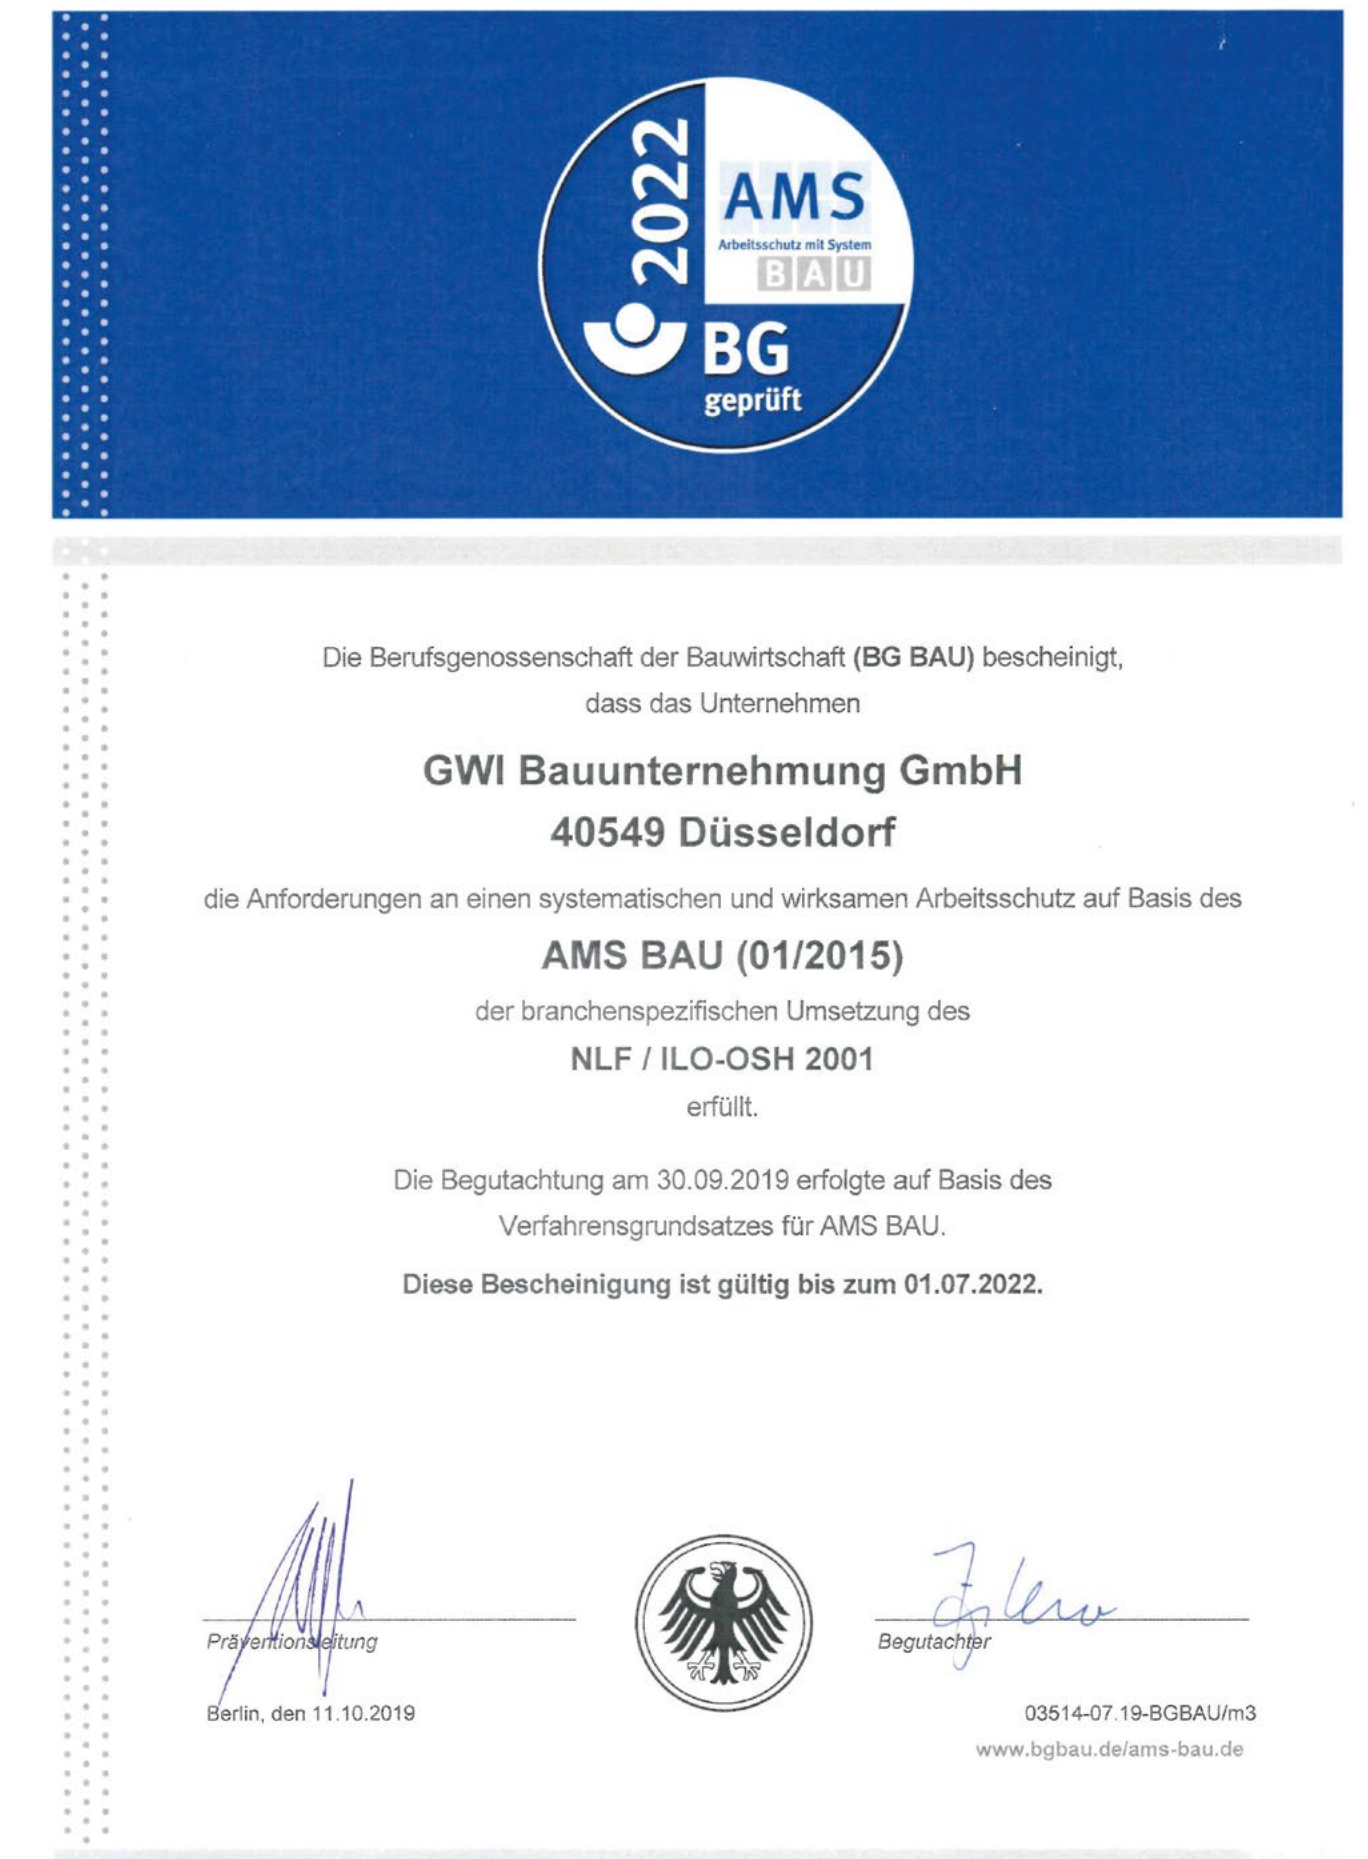 2022
AMS
Arbeitsschutz mit System
BAU
BG
geprüft
Die Berufsgenossenschaft der Bauwirtschaft (BG BAU) bescheinigt,
dass das Unternehmen
GWI Bauunternehmung GmbH
40549 Düsseldorf
die Anforderungen an einen systematischen und wirksamen Arbeitsschutz auf Basis des
AMS BAU (01/2015)
der branchenspezifischen Umsetzung des
NLF / ILO-OSH 2001
erfüllt.
Die Begutachtung am 30.09.2019 erfolgte auf Basis des
Verfahrensgrundsatzes für AMS BAU.
Diese Bescheinigung ist gültig bis zum 01.07.2022.
Präventionsleitung
Begutachter
Berlin, den 11.10.2019
03514-07.19-BGBAU/m3
www.bgbau.de/ams-bau.de